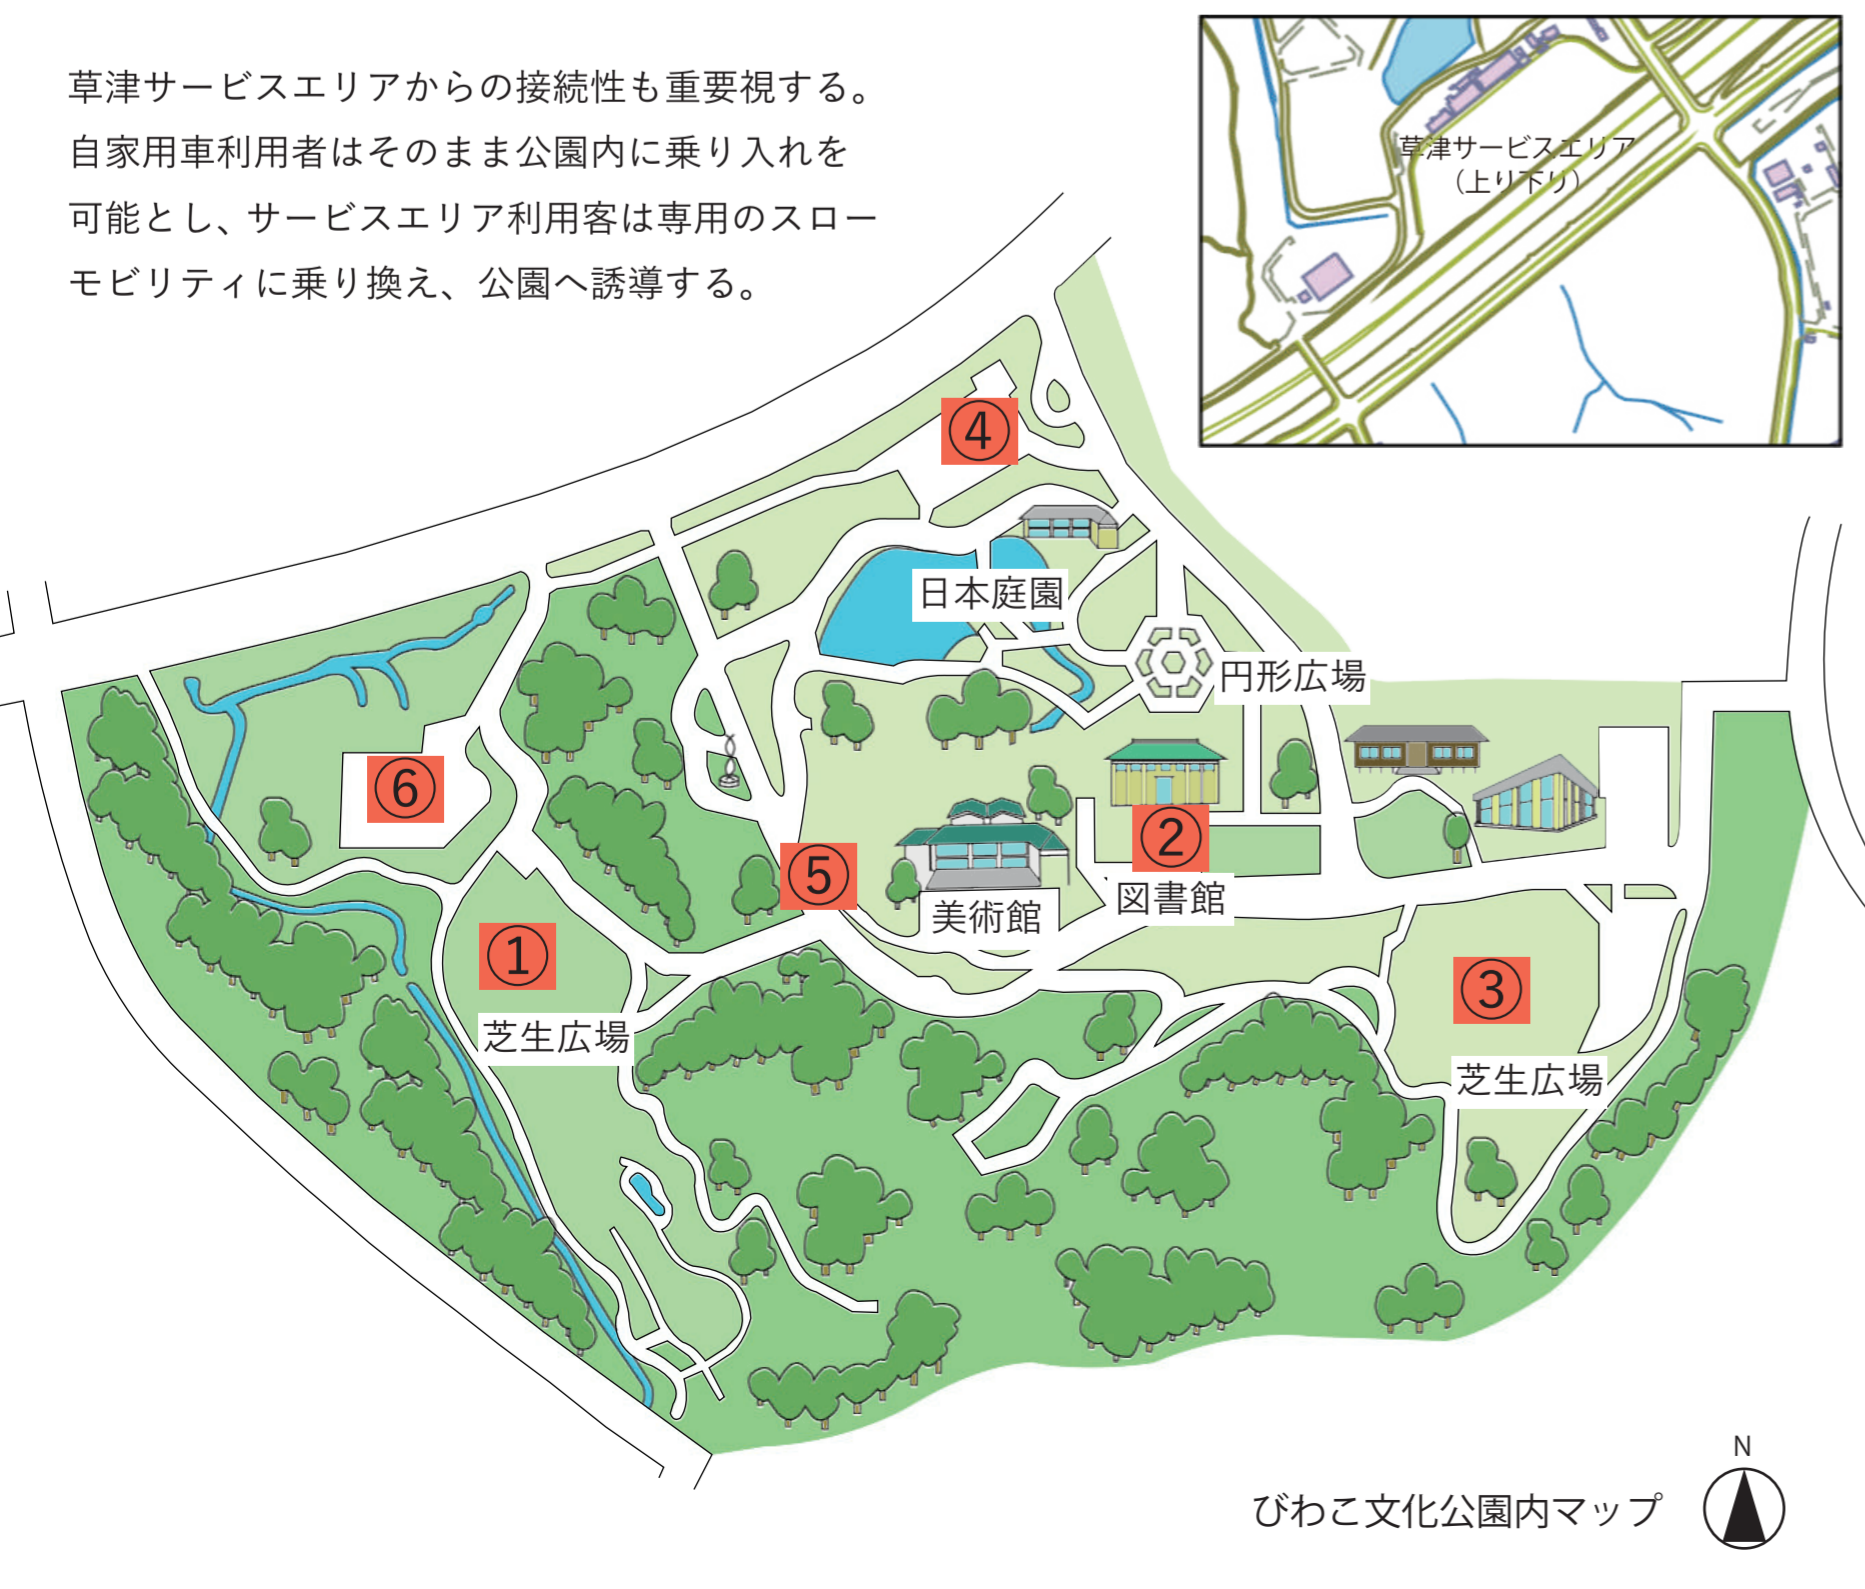 草津サービスエリアからの接続性も重要視する。
自家用車利用者はそのまま公園内に乗り入れを
可能とし、サービスエリア利用客は専用のスロー
モビリティに乗り換え、公園へ誘導する。
草津サービスエリア
（上り下り）
④
日本庭園
円形広場
⑥
②
⑤
図書館
美術館
①
③
芝生広場
芝生広場
N
びわこ文化公園内マップ